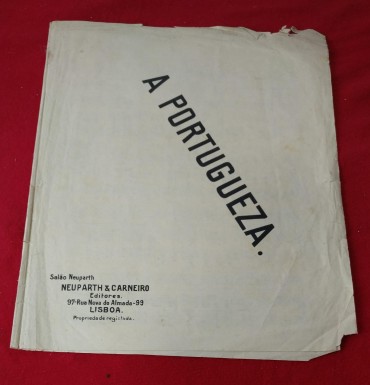 A PORTUGUEZA.
Salão Neuparth
NEUPARTH & CARNEIRO
Editores.
97-Rua Nova do Almada-99
LISBOA.
Propriedade registada.